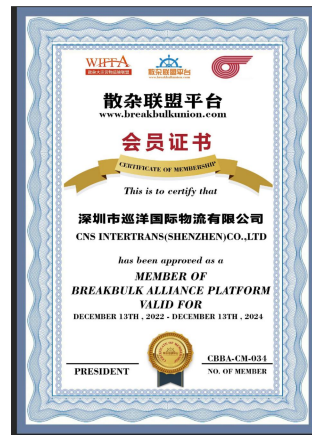 WIFFA
散杂联盟平台
散杂联盟平台
www.breakbulkunion.com
会员证书
CERTIFICATE OF MEMBERSHIP
This is to certify that
深圳市巡洋国际物流有限公司
CNS INTERTRANS(SHENZHEN)CO.,LTD
has been approved as a
MEMBER OF
BREAKBULK ALLIANCE PLATFORM
VALID FOR
DECEMBER 13TH , 2022 - DECEMBER 13TH , 2024
CBBA-CM-034
PRESIDENT
NO. OF MEMBER